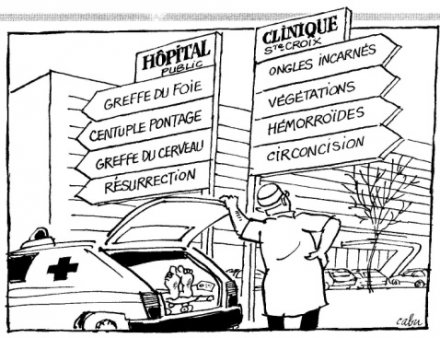 HÔPITAL
PUBLIC
GREFFE DU FOIE
CENTUPLE PONTAGE
GREFFE DU CERVEAU
RÉSURRECTION
CLINIQUE
STE CROIX
ONGLES INCARNÉS
VÉGÉTATIONS
HÉMORROÏDES
CIRCONCISION
cabu